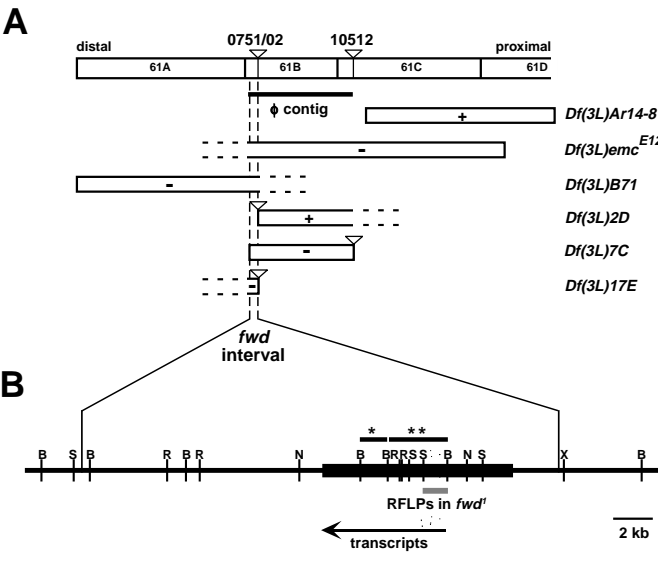 A
0751/02 10512
distal proximal
61A 61B 61C 61D
ϕ contig
+ Df(3L)Ar14-8
- Df(3L)emc^E12
- Df(3L)B71
+ Df(3L)2D
- Df(3L)7C
- Df(3L)17E
fwd
interval
B
* * *
B S B R B R N B B R R S S B N S X B
RFLPs in fwd¹
transcripts
2 kb